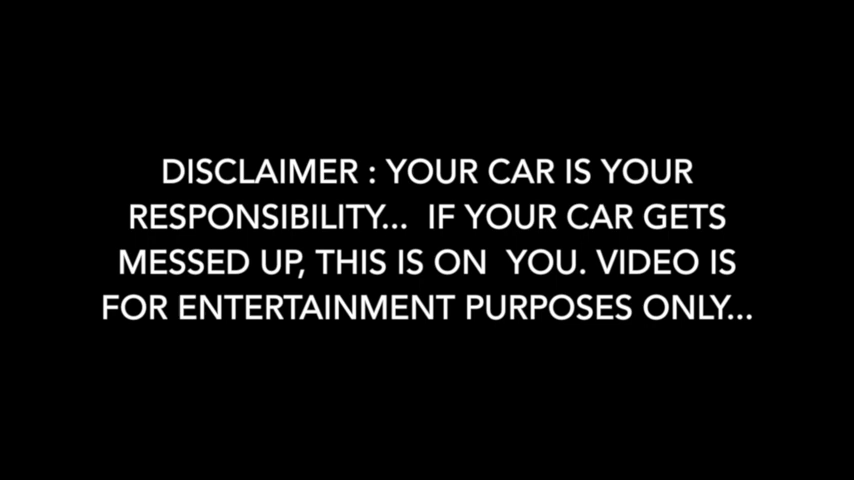 DISCLAIMER : YOUR CAR IS YOUR
RESPONSIBILITY... IF YOUR CAR GETS
MESSED UP, THIS IS ON YOU. VIDEO IS
FOR ENTERTAINMENT PURPOSES ONLY...